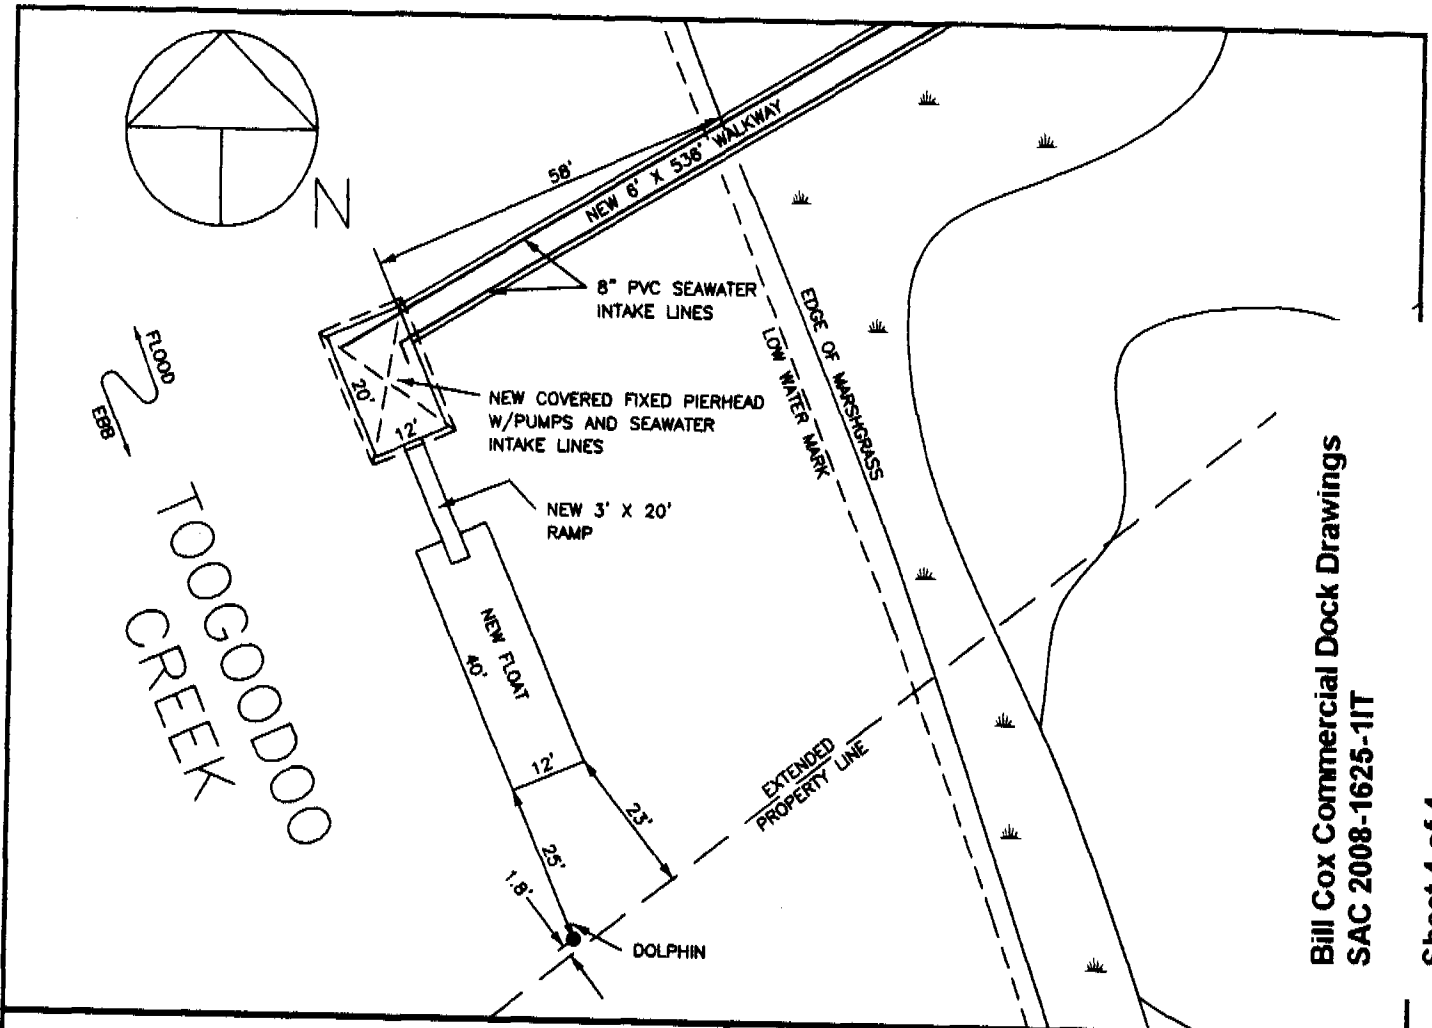 N
58'
NEW 6' X 538' WALKWAY
8" PVC SEAWATER
INTAKE LINES
FLOOD
EBB
20'
12'
NEW COVERED FIXED PIERHEAD
W/PUMPS AND SEAWATER
INTAKE LINES
EDGE OF MARSHGRASS
LOW WATER MARK
NEW 3' X 20'
RAMP
TOOGOODOO
CREEK
NEW FLOAT
40'
12'
23'
25'
1.8'
DOLPHIN
EXTENDED
PROPERTY LINE
Bill Cox Commercial Dock Drawings
SAC 2008-1625-1IT